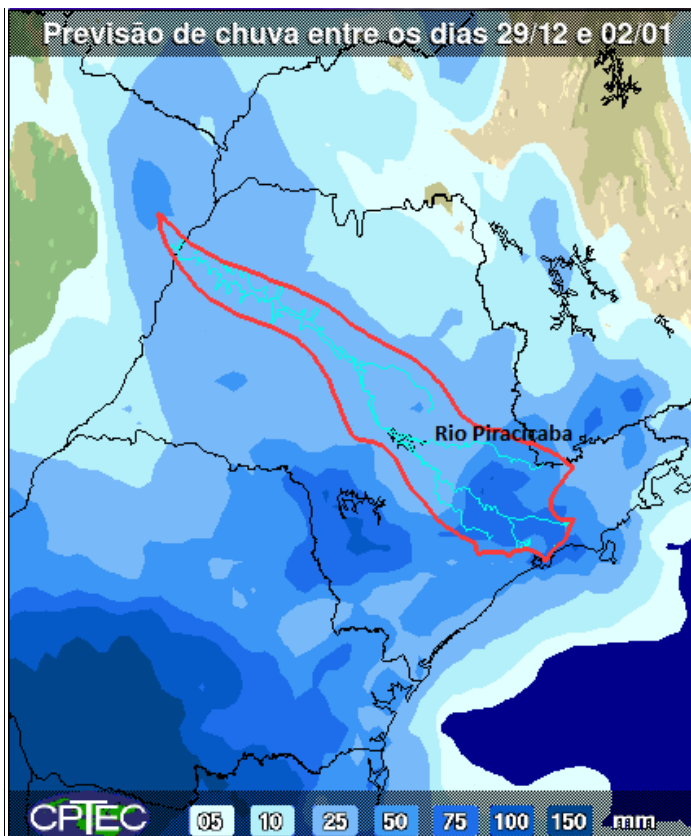 Previsão de chuva entre os dias 29/12 e 02/01
Rio Piracicaba
CPTEC 05 10 25 50 75 100 150 mm